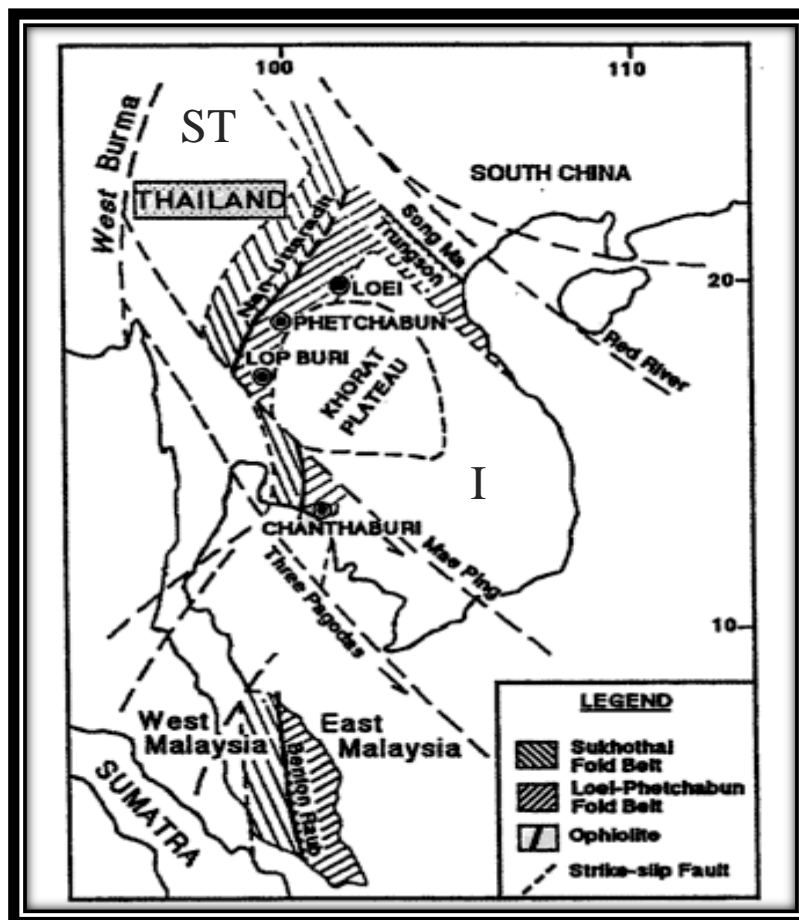 100
110
ST
West Burma
THAILAND
SOUTH CHINA
Nan Uttaradit
Song Ma
Truongson
LOEI
20
PHETCHABUN
LOP BURI
KHORAT
PLATEAU
Red River
I
CHANTHABURI
Mae Ping
Three Pagodas
10
West
Malaysia
East
Malaysia
Benton Raub
SUMATRA
LEGEND
Sukhothai
Fold Belt
Loei-Phetchabun
Fold Belt
Ophiolite
Strike-slip Fault